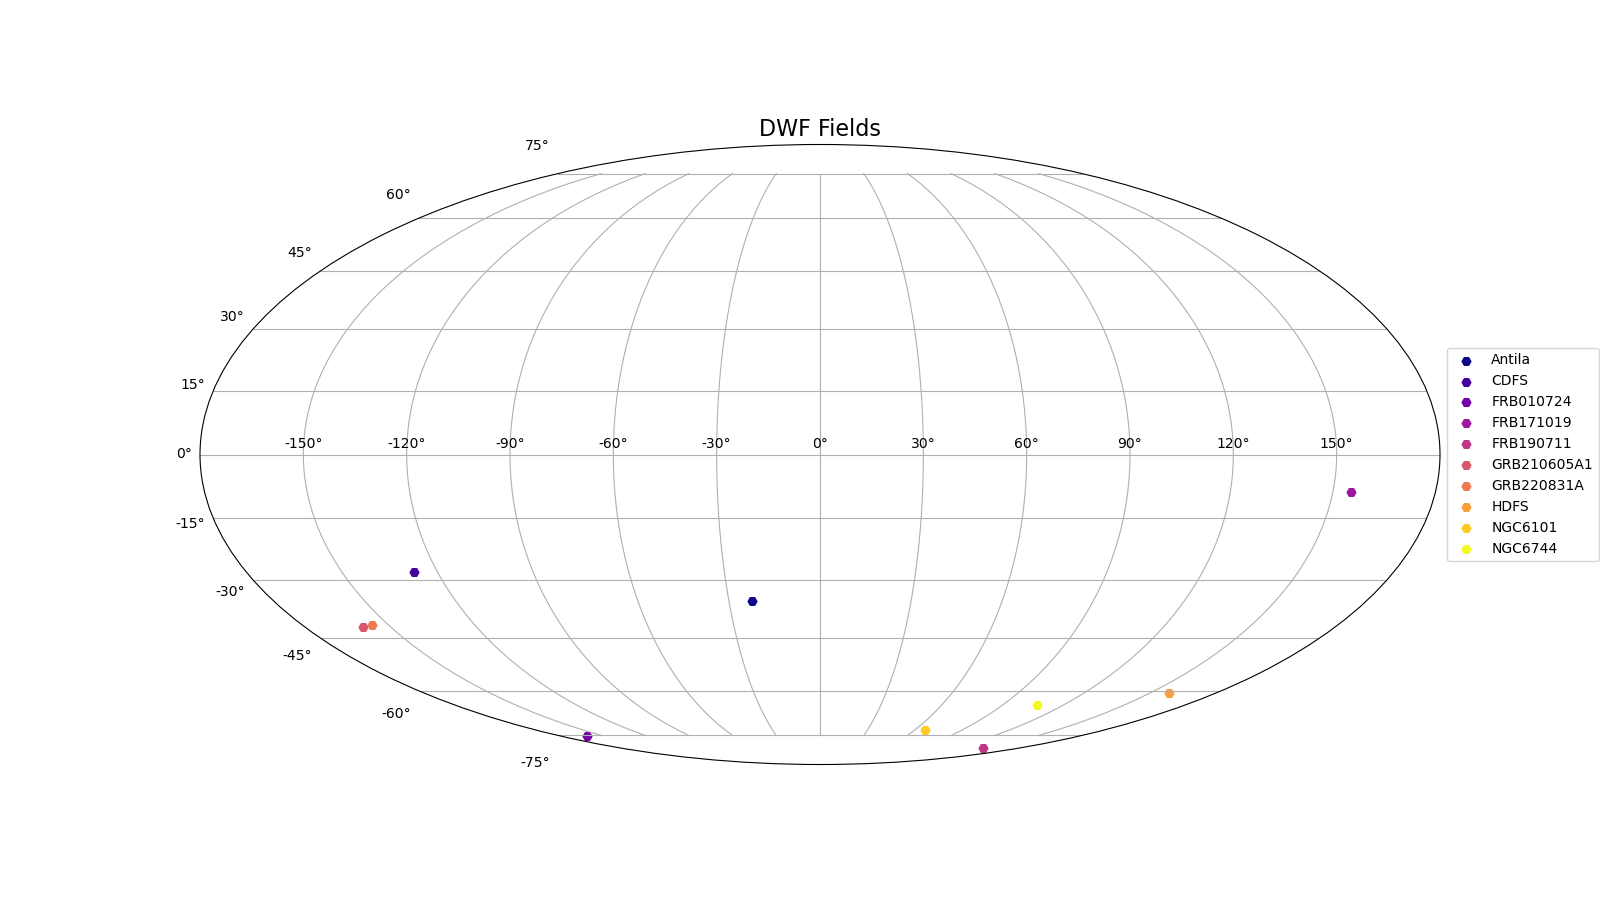 DWF Fields
75°
60°
45°
30°
15°
-150° -120° -90° -60° -30° 0° 30° 60° 90° 120° 150°
0°
-15°
-30°
-45°
-60°
-75°
Antila
CDFS
FRB010724
FRB171019
FRB190711
GRB210605A1
GRB220831A
HDFS
NGC6101
NGC6744